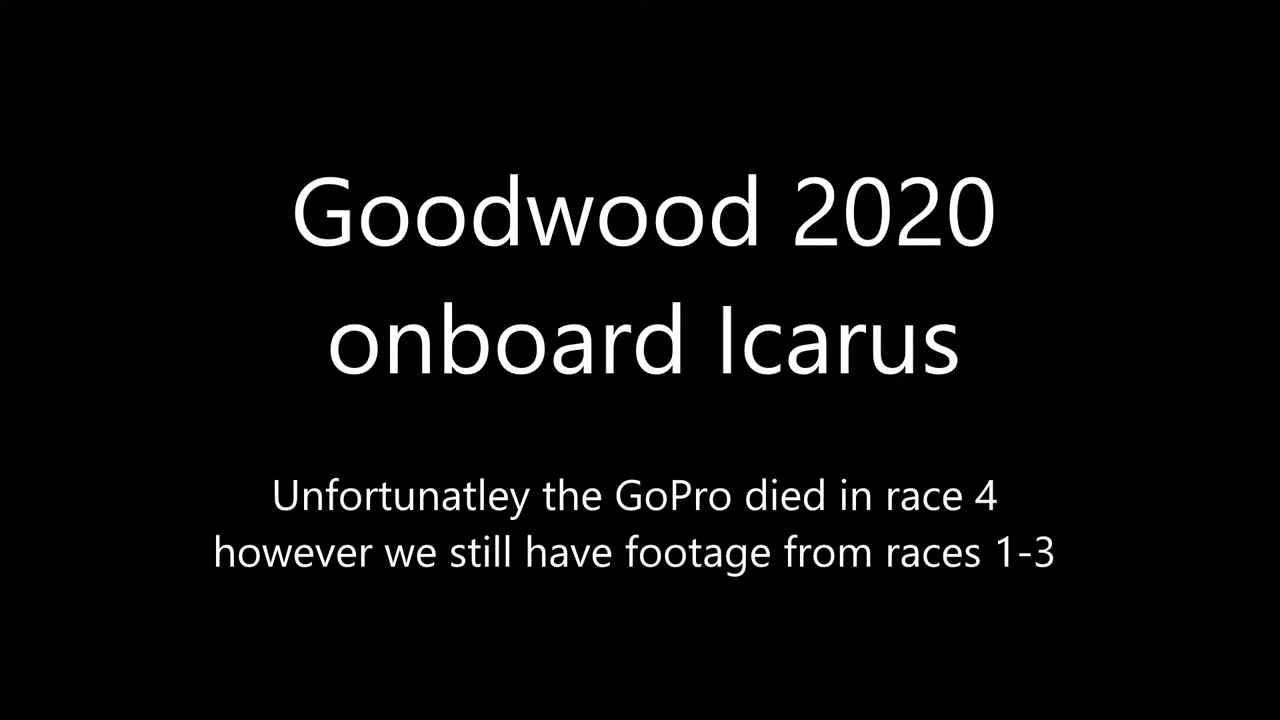 Goodwood 2020
onboard Icarus
Unfortunatley the GoPro died in race 4
however we still have footage from races 1-3